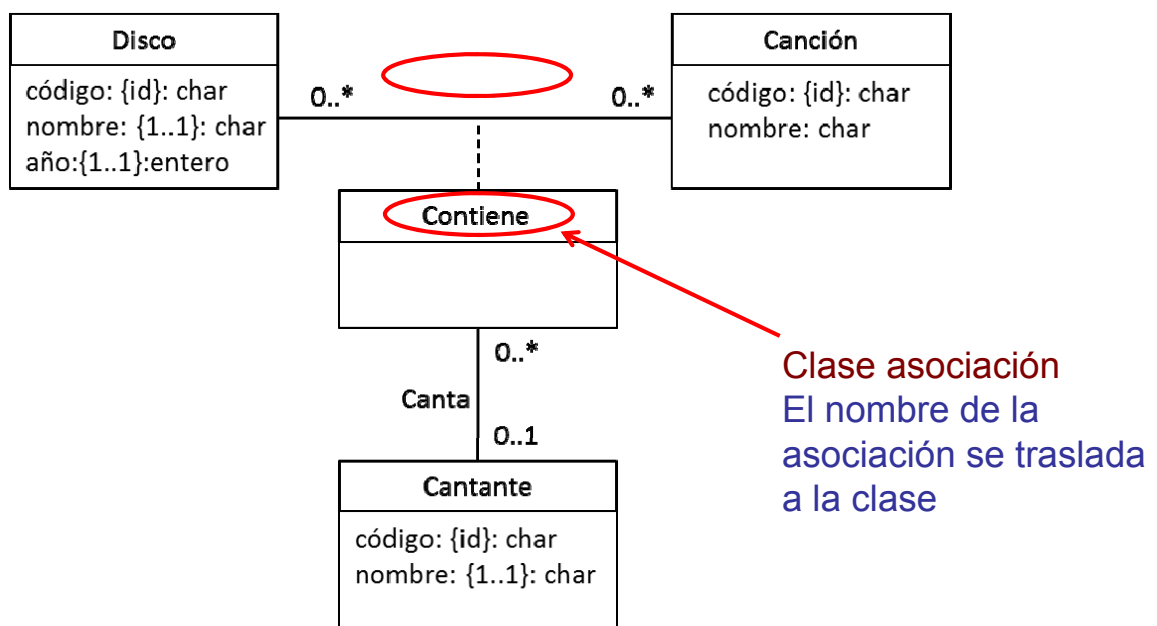 Disco
código: {id}: char
nombre: {1..1}: char
año:{1..1}:entero
0..*
0..*
Canción
código: {id}: char
nombre: char
Contiene
0..*
Canta
0..1
Cantante
código: {id}: char
nombre: {1..1}: char
Clase asociación
El nombre de la
asociación se traslada
a la clase